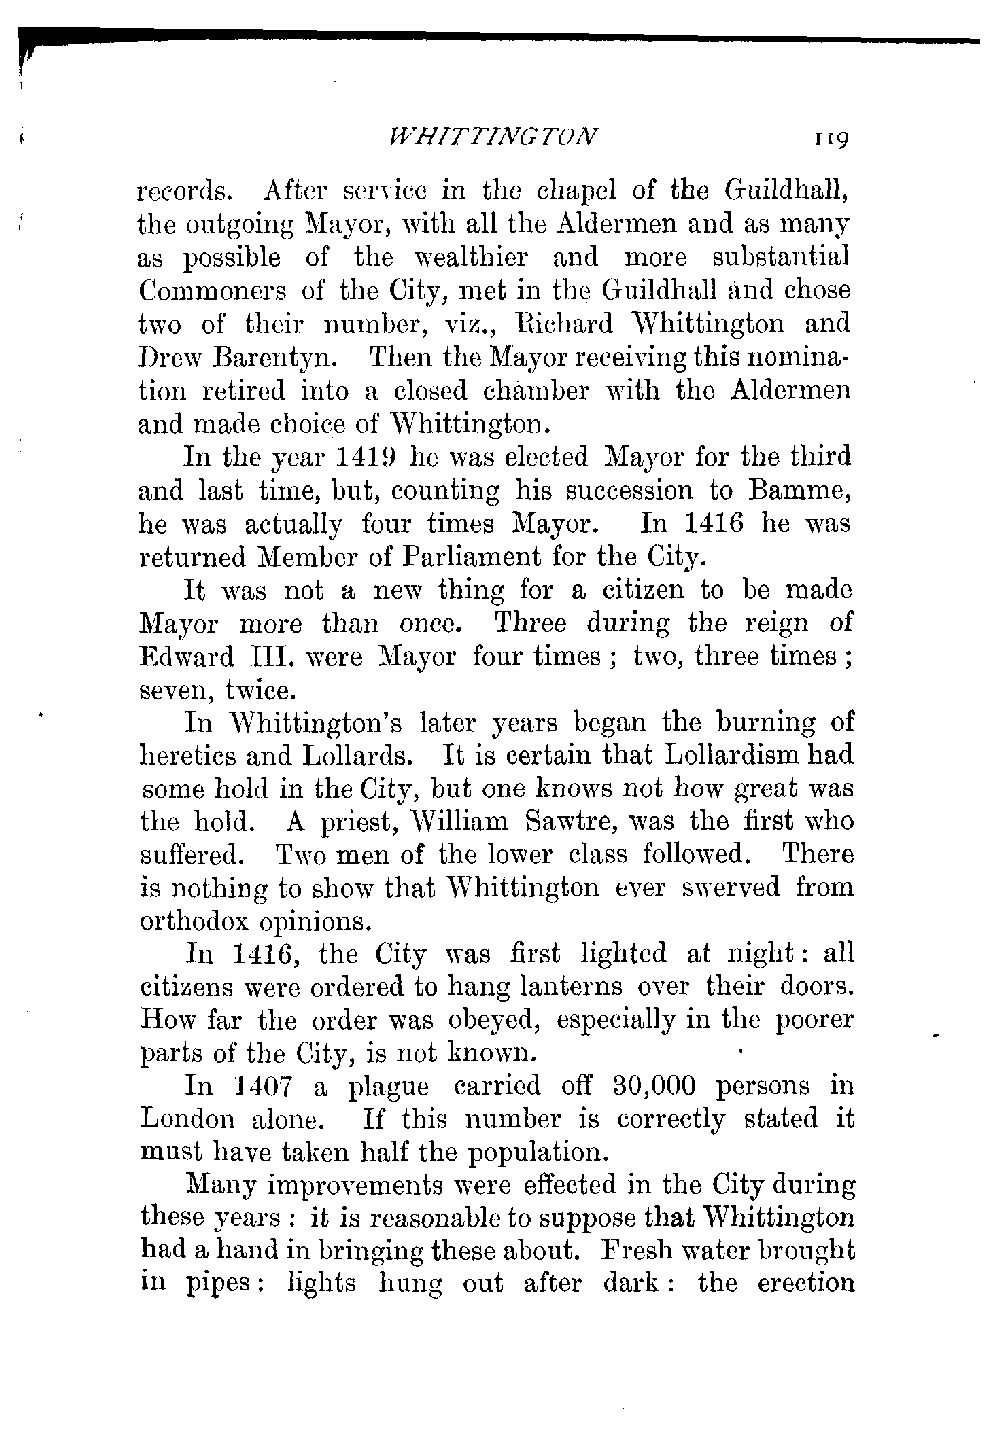 WHITTINGTON 119
records. After service in the chapel of the Guildhall,
the outgoing Mayor, with all the Aldermen and as many
as possible of the wealthier and more substantial
Commoners of the City, met in the Guildhall and chose
two of their number, viz., Richard Whittington and
Drew Barentyn. Then the Mayor receiving this nomina-
tion retired into a closed chamber with the Aldermen
and made choice of Whittington.
In the year 1419 he was elected Mayor for the third
and last time, but, counting his succession to Bamme,
he was actually four times Mayor. In 1416 he was
returned Member of Parliament for the City.
It was not a new thing for a citizen to be made
Mayor more than once. Three during the reign of
Edward III. were Mayor four times ; two, three times ;
seven, twice.
In Whittington's later years began the burning of
heretics and Lollards. It is certain that Lollardism had
some hold in the City, but one knows not how great was
the hold. A priest, William Sawtre, was the first who
suffered. Two men of the lower class followed. There
is nothing to show that Whittington ever swerved from
orthodox opinions.
In 1416, the City was first lighted at night : all
citizens were ordered to hang lanterns over their doors.
How far the order was obeyed, especially in the poorer
parts of the City, is not known.
In 1407 a plague carried off 30,000 persons in
London alone. If this number is correctly stated it
must have taken half the population.
Many improvements were effected in the City during
these years : it is reasonable to suppose that Whittington
had a hand in bringing these about. Fresh water brought
in pipes : lights hung out after dark : the erection